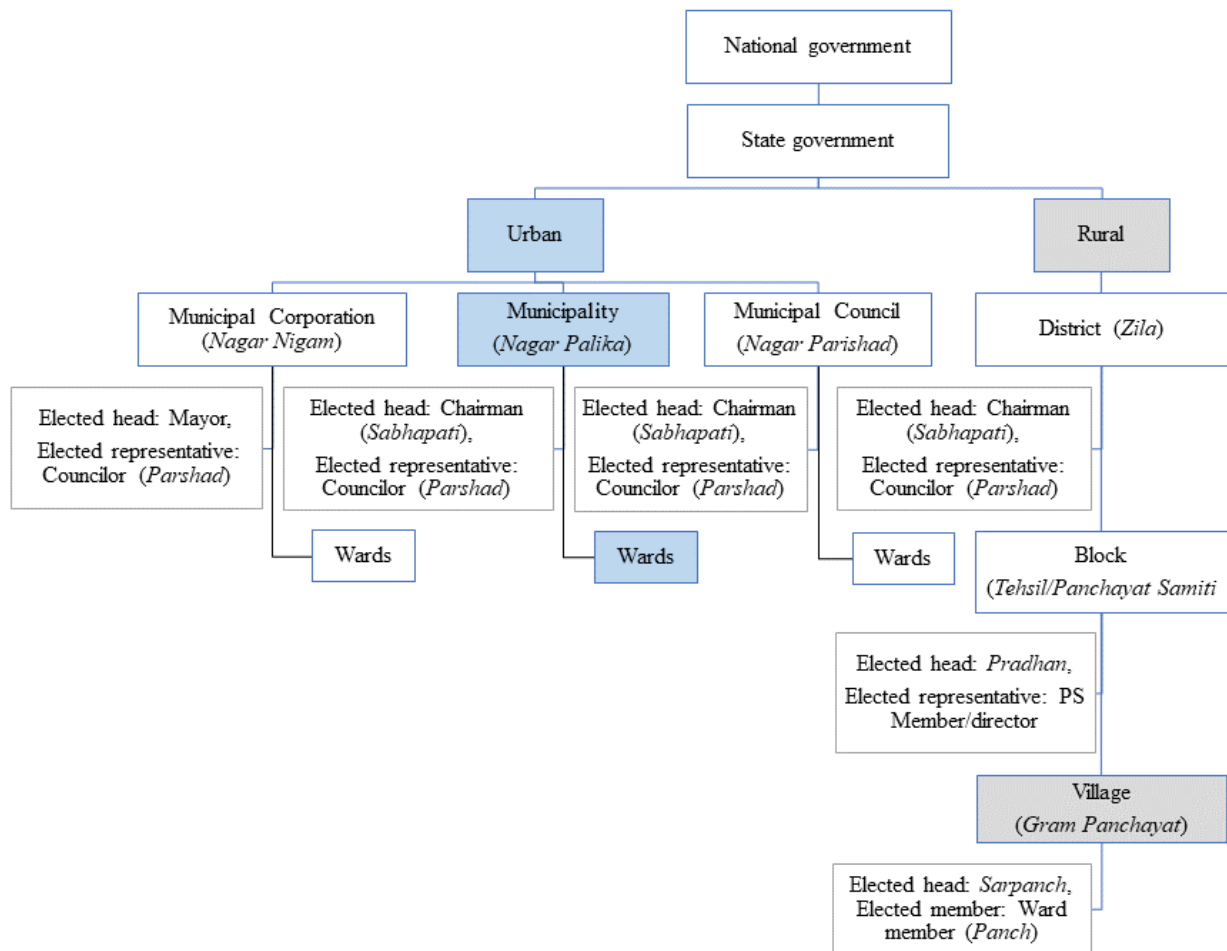 National government
State government
Urban
Rural
Municipal Corporation
(Nagar Nigam)
Municipality
(Nagar Palika)
Municipal Council
(Nagar Parishad)
District (Zila)
Elected head: Mayor,
Elected representative:
Councilor (Parshad)
Elected head: Chairman
(Sabhapati),
Elected representative:
Councilor (Parshad)
Elected head: Chairman
(Sabhapati),
Elected representative:
Councilor (Parshad)
Elected head: Chairman
(Sabhapati),
Elected representative:
Councilor (Parshad)
Wards
Wards
Wards
Block
(Tehsil/Panchayat Samiti
Elected head: Pradhan,
Elected representative: PS
Member/director
Village
(Gram Panchayat)
Elected head: Sarpanch,
Elected member: Ward
member (Panch)